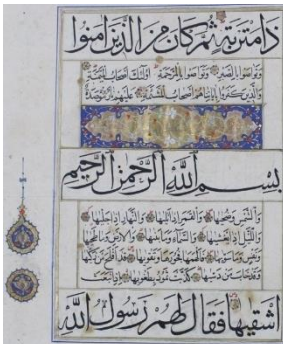 ذا متربة ثم كان من الذين امنوا
وتواصوا بالصبر وتواصوا بالمرحمة اولئك اصحاب الميمنة
والذين كفروا باياتنا هم اصحاب المشئمة عليهم نار مؤصدة
بسم الله الرحمن الرحيم
والشمس وضحيها والقمر اذا تليها والنهار اذا جليها
والليل اذا يغشيها والسماء وما بنيها والارض وما طحيها
ونفس وما سويها فالهمها فجورها وتقويها قد افلح من زكيها
وقد خاب من دسيها كذبت ثمود بطغويها اذ انبعث
اشقيها فقال لهم رسول الله